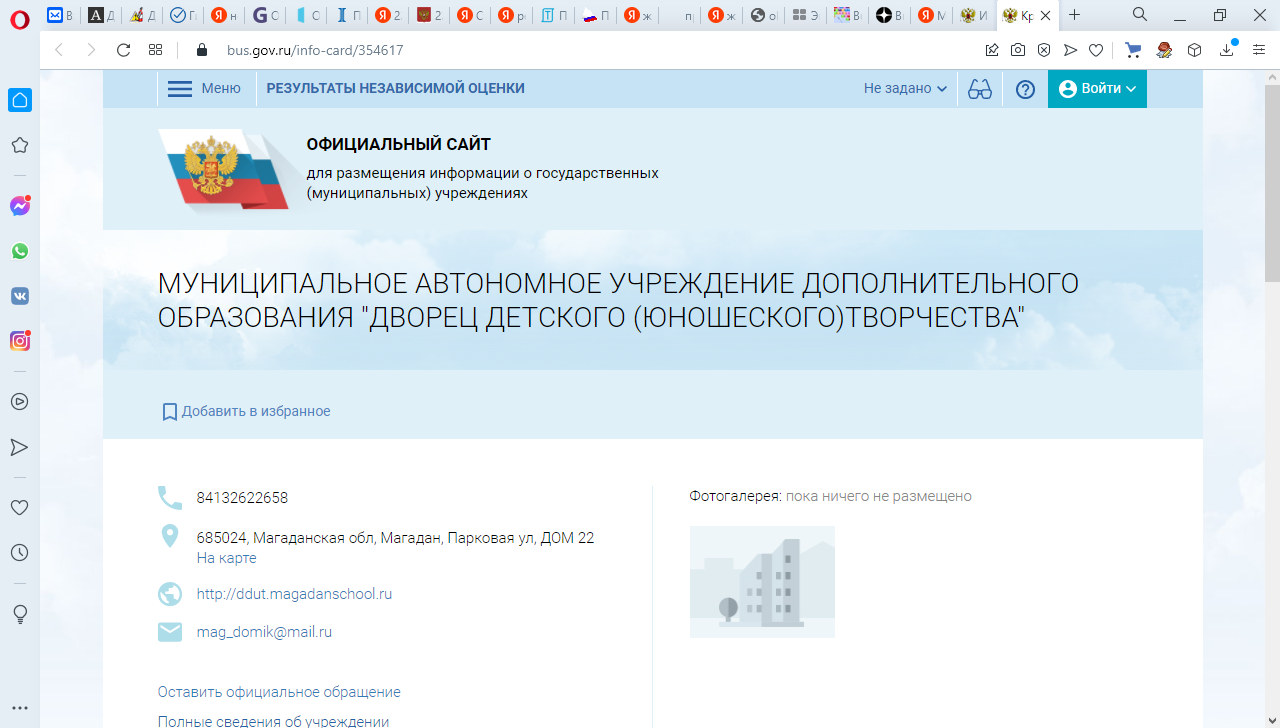 bus.gov.ru/info-card/354617
Меню
РЕЗУЛЬТАТЫ НЕЗАВИСИМОЙ ОЦЕНКИ
Не задано
Войти
ОФИЦИАЛЬНЫЙ САЙТ
для размещения информации о государственных
(муниципальных) учреждениях
МУНИЦИПАЛЬНОЕ АВТОНОМНОЕ УЧРЕЖДЕНИЕ ДОПОЛНИТЕЛЬНОГО
ОБРАЗОВАНИЯ "ДВОРЕЦ ДЕТСКОГО (ЮНОШЕСКОГО)ТВОРЧЕСТВА"
Добавить в избранное
84132622658
685024, Магаданская обл, Магадан, Парковая ул, ДОМ 22
На карте
http://ddut.magadanschool.ru
mag_domik@mail.ru
Оставить официальное обращение
Полные сведения об учреждении
Фотогалерея: пока ничего не размещено